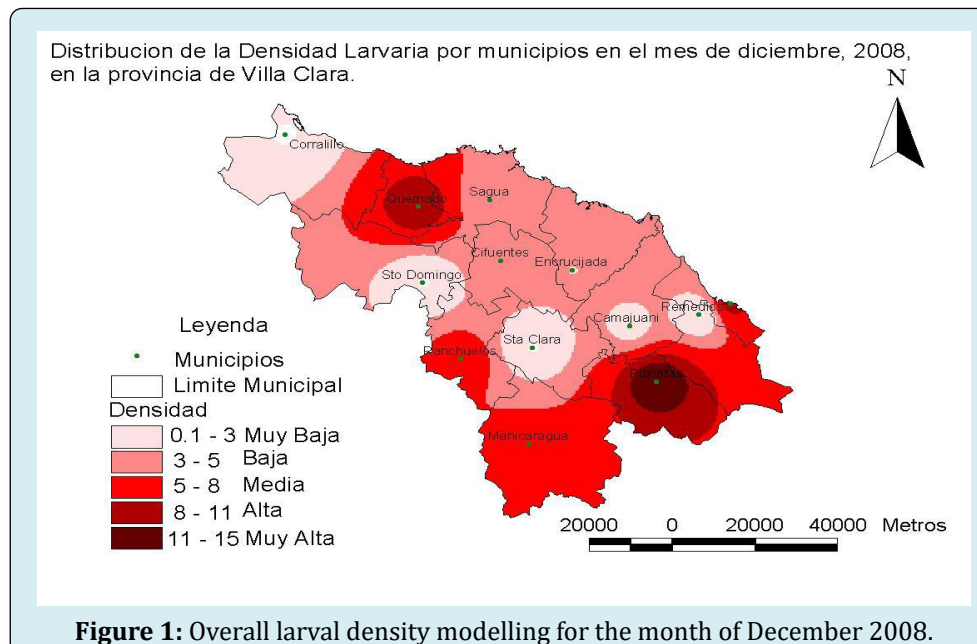 Distribucion de la Densidad Larvaria por municipios en el mes de diciembre, 2008,
en la provincia de Villa Clara.
N
Corralillo
Quemado
Sagua
Cifuentes
Encrucijada
Sto Domingo
Remedios
Camajuani
Sta Clara
Ranchuelos
Placetas
Manicaragua
Leyenda
Municipios
Limite Municipal
Densidad
0.1 - 3 Muy Baja
3 - 5 Baja
5 - 8 Media
8 - 11 Alta
11 - 15 Muy Alta
20000 0 20000 40000 Metros
Figure 1: Overall larval density modelling for the month of December 2008.